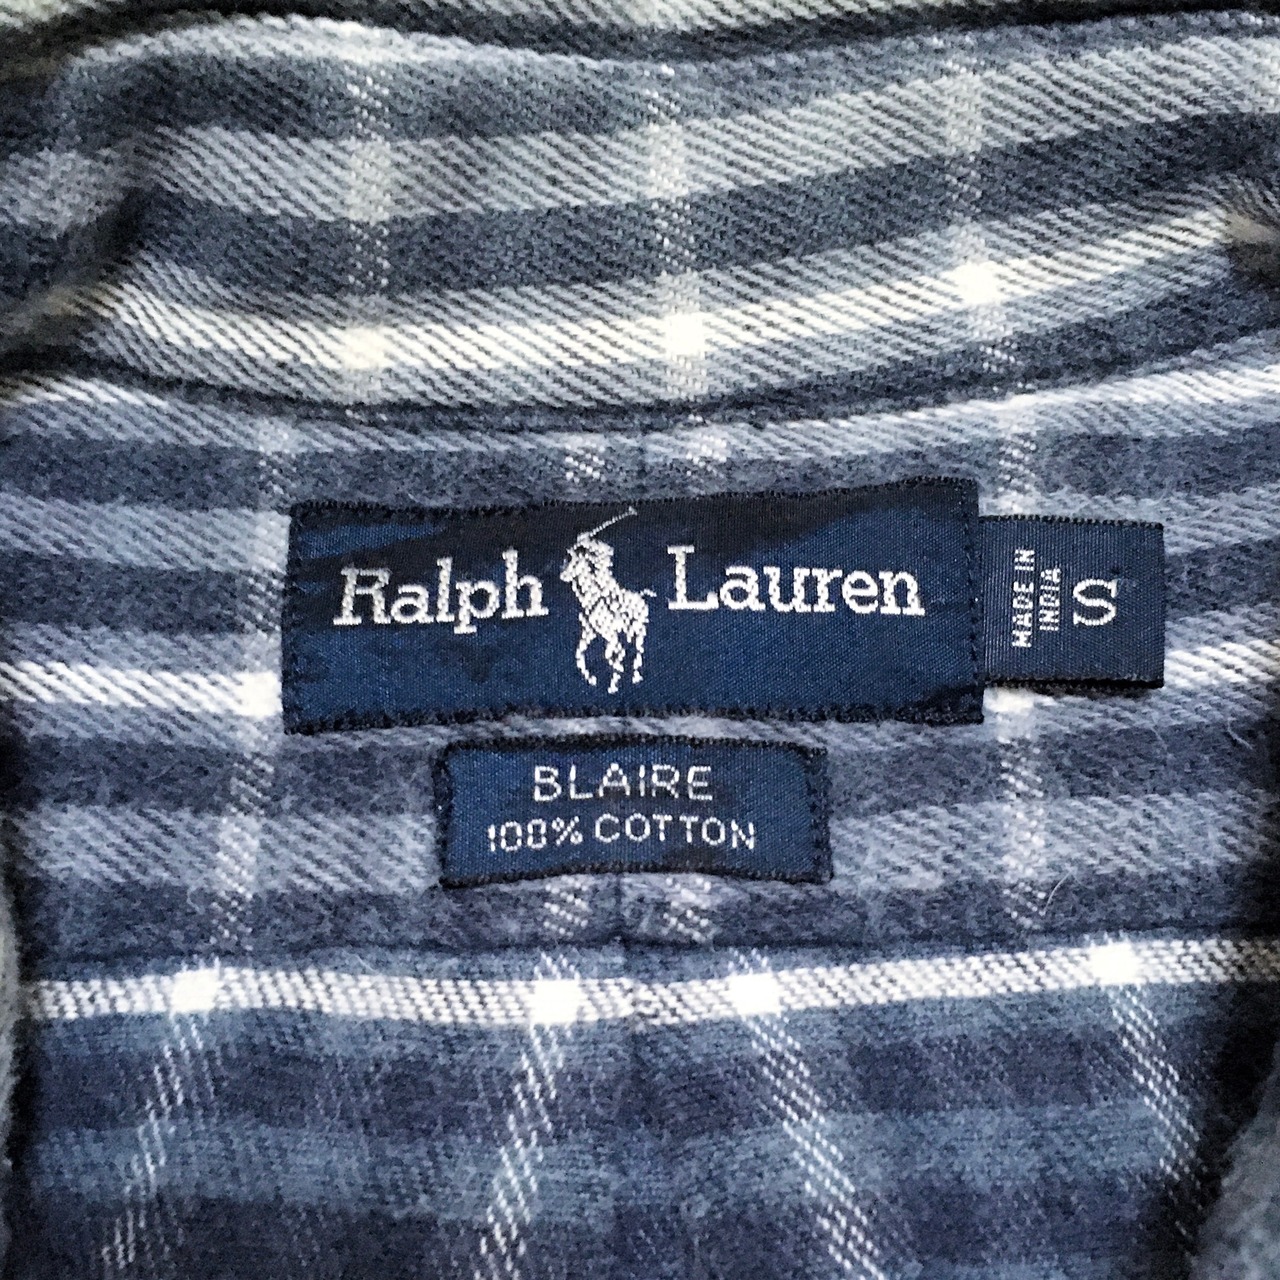 Ralph Lauren
MADE IN
INDIA
S
BLAIRE
100% COTTON